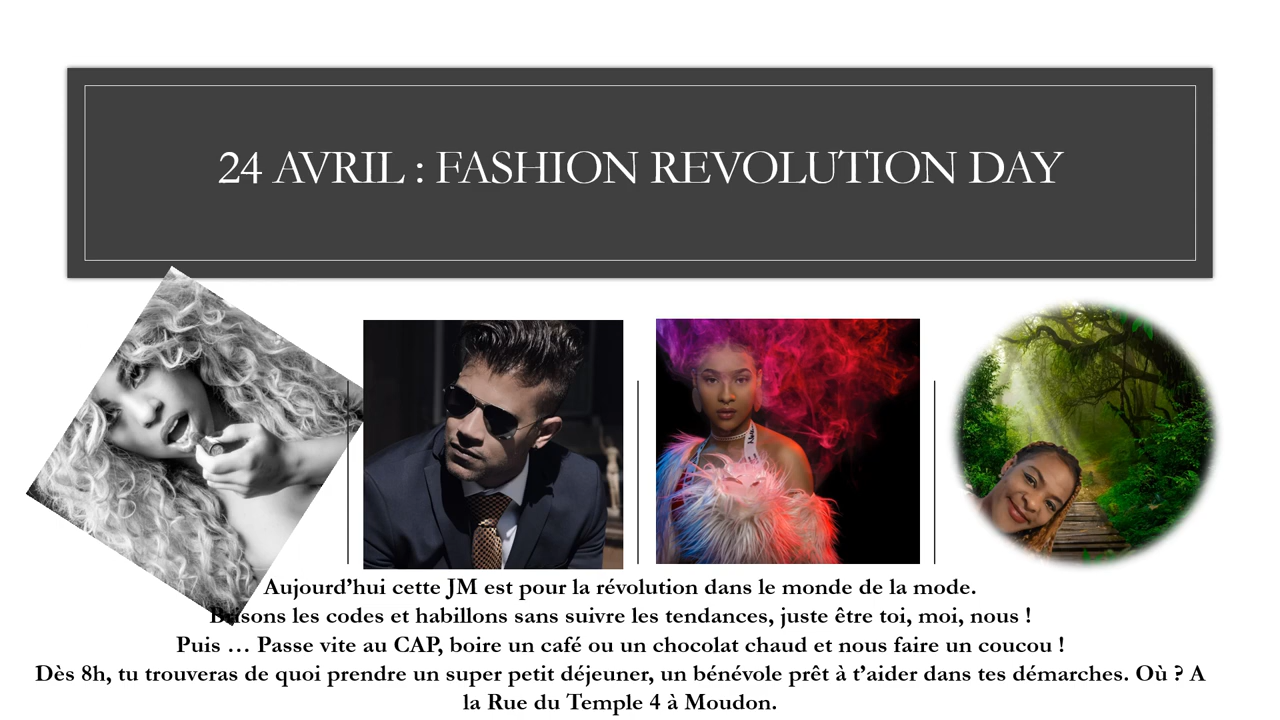 24 AVRIL : FASHION REVOLUTION DAY
Aujourd’hui cette JM est pour la révolution dans le monde de la mode.
Brisons les codes et habillons sans suivre les tendances, juste être toi, moi, nous !
Puis … Passe vite au CAP, boire un café ou un chocolat chaud et nous faire un coucou !
Dès 8h, tu trouveras de quoi prendre un super petit déjeuner, un bénévole prêt à t’aider dans tes démarches. Où ? A
la Rue du Temple 4 à Moudon.